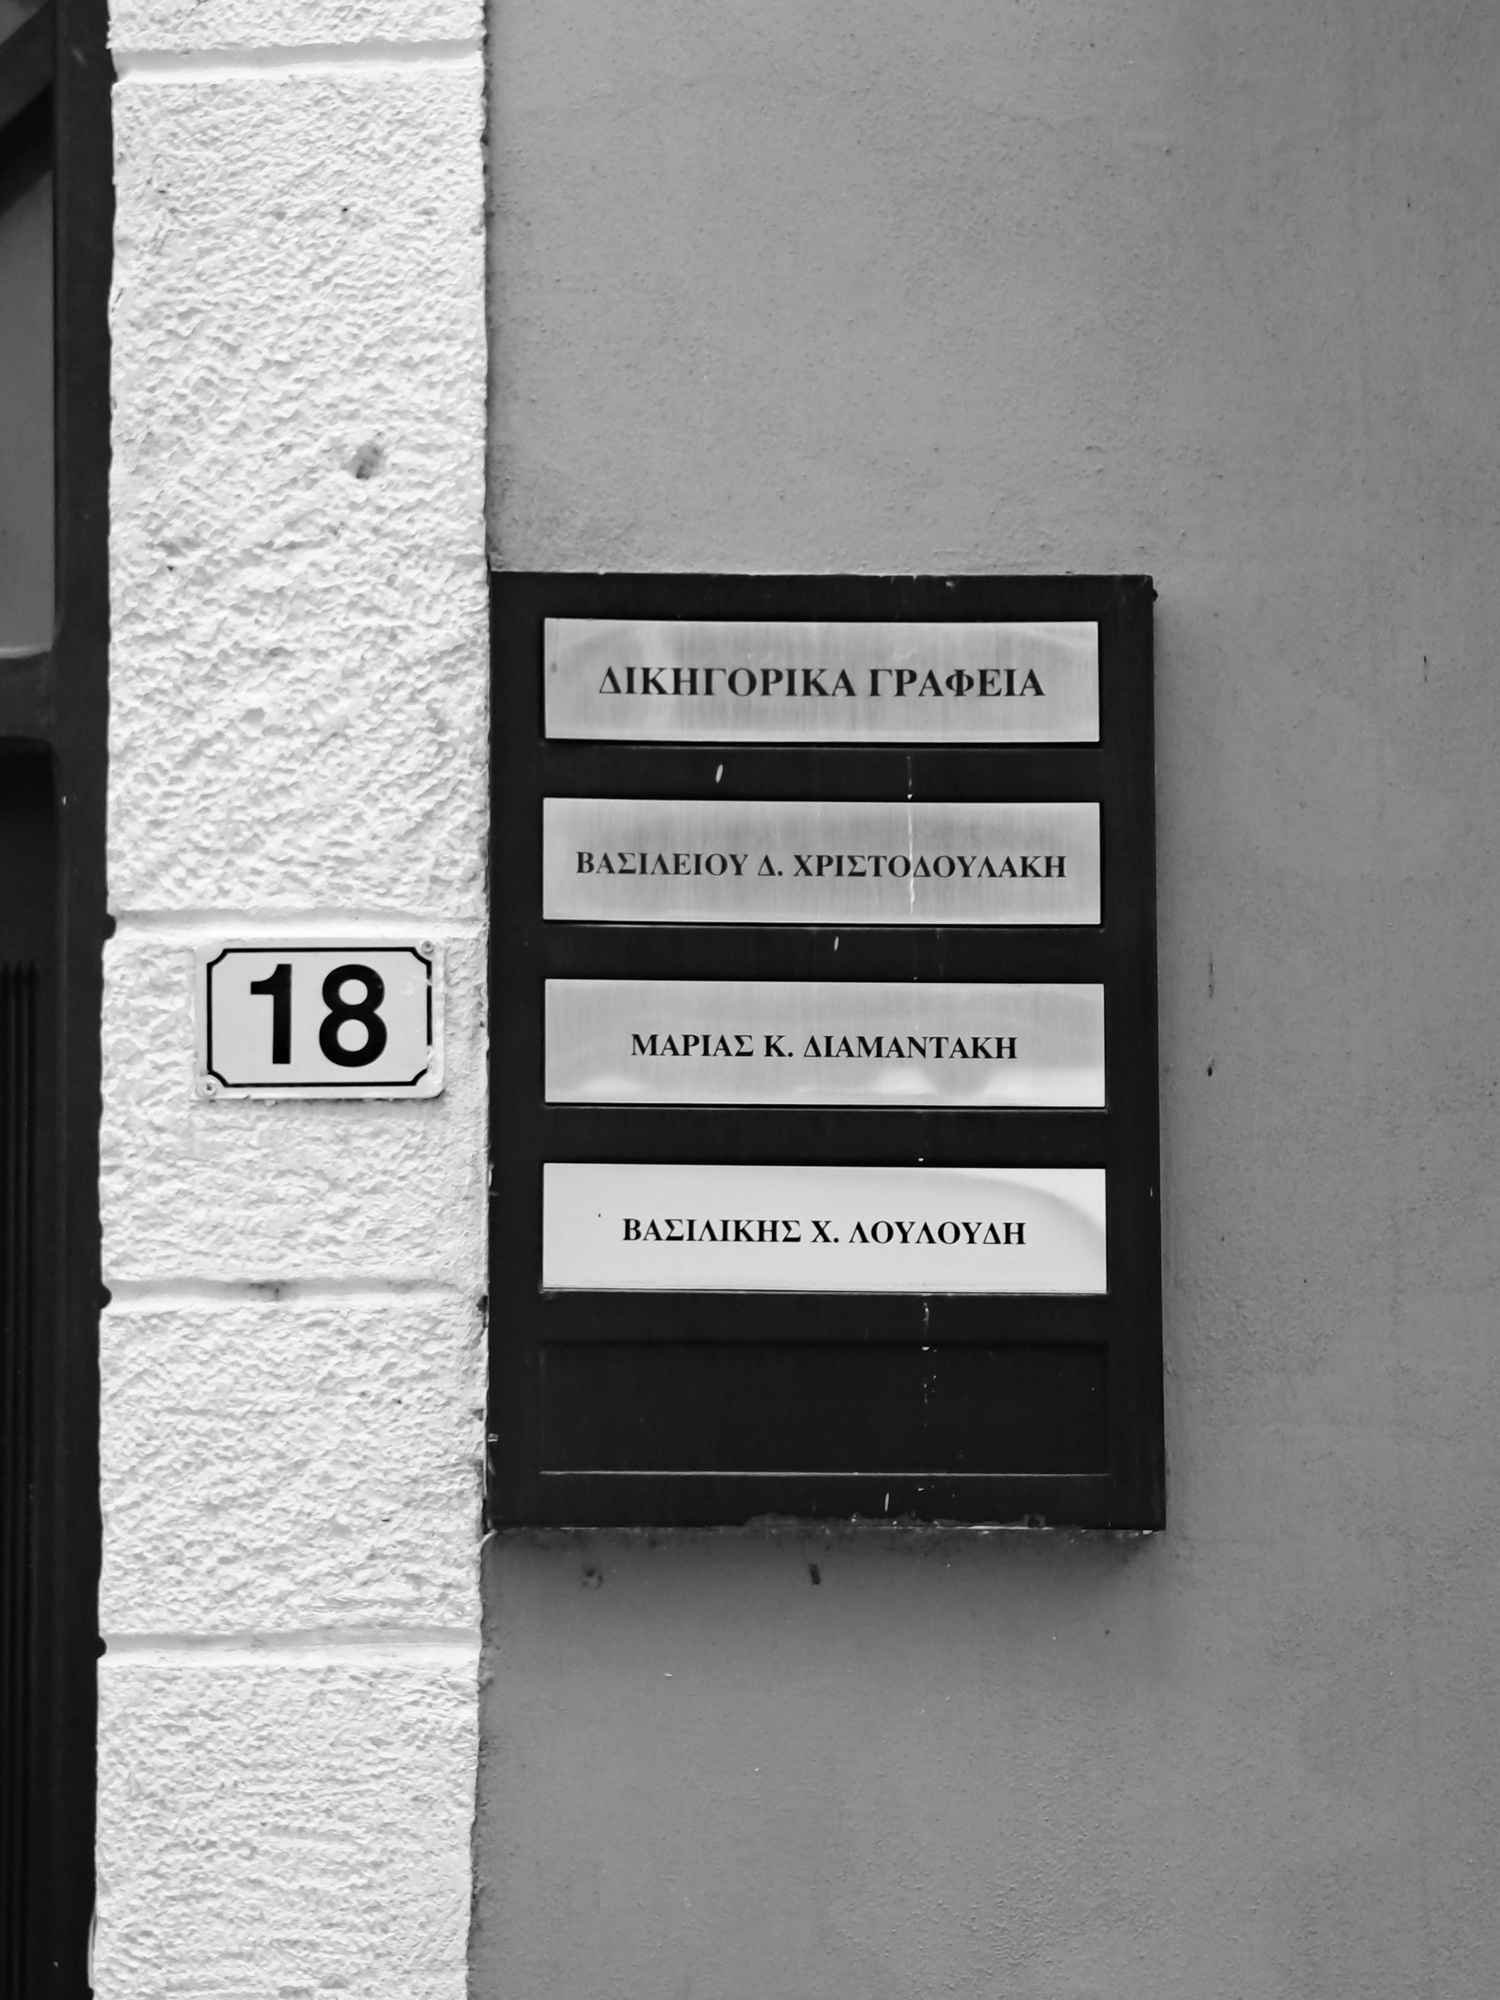 ΔΙΚΗΓΟΡΙΚΑ ΓΡΑΦΕΙΑ
ΒΑΣΙΛΕΙΟΥ Δ. ΧΡΙΣΤΟΔΟΥΛΑΚΗ
18
ΜΑΡΙΑΣ Κ. ΔΙΑΜΑΝΤΑΚΗ
ΒΑΣΙΛΙΚΗΣ Χ. ΛΟΥΛΟΥΔΗ